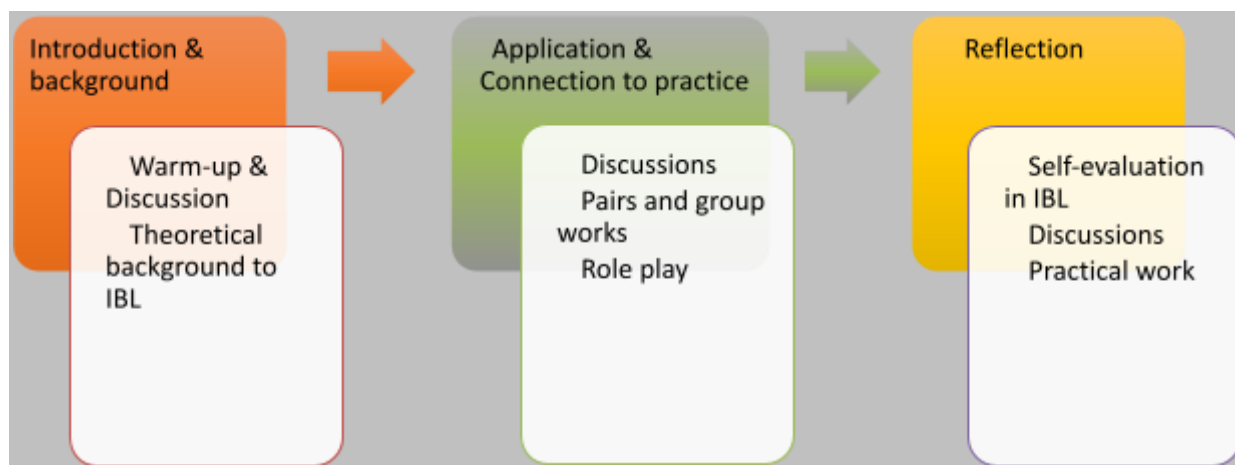 Introduction &
background
Warm-up &
Discussion
Theoretical
background to
IBL
Application &
Connection to practice
Discussions
Pairs and group
works
Role play
Reflection
Self-evaluation
in IBL
Discussions
Practical work